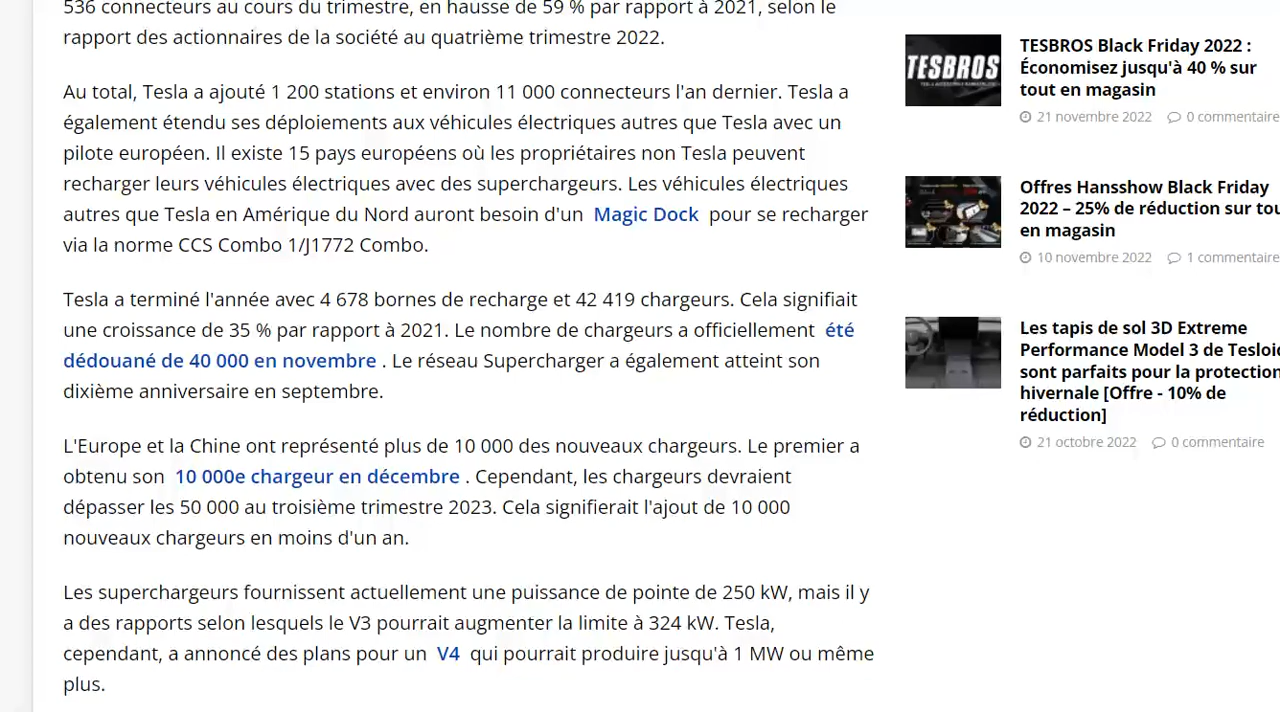 536 connecteurs au cours du trimestre, en hausse de 59 % par rapport à 2021, selon le
rapport des actionnaires de la société au quatrième trimestre 2022.
Au total, Tesla a ajouté 1 200 stations et environ 11 000 connecteurs l'an dernier. Tesla a
également étendu ses déploiements aux véhicules électriques autres que Tesla avec un
pilote européen. Il existe 15 pays européens où les propriétaires non Tesla peuvent
recharger leurs véhicules électriques avec des superchargeurs. Les véhicules électriques
autres que Tesla en Amérique du Nord auront besoin d'un Magic Dock pour se recharger
via la norme CCS Combo 1/J1772 Combo.
Tesla a terminé l'année avec 4 678 bornes de recharge et 42 419 chargeurs. Cela signifiait
une croissance de 35 % par rapport à 2021. Le nombre de chargeurs a officiellement été
dédouané de 40 000 en novembre . Le réseau Supercharger a également atteint son
dixième anniversaire en septembre.
L'Europe et la Chine ont représenté plus de 10 000 des nouveaux chargeurs. Le premier a
obtenu son 10 000e chargeur en décembre . Cependant, les chargeurs devraient
dépasser les 50 000 au troisième trimestre 2023. Cela signifierait l'ajout de 10 000
nouveaux chargeurs en moins d'un an.
Les superchargeurs fournissent actuellement une puissance de pointe de 250 kW, mais il y
a des rapports selon lesquels le V3 pourrait augmenter la limite à 324 kW. Tesla,
cependant, a annoncé des plans pour un V4 qui pourrait produire jusqu'à 1 MW ou même
plus.
TESBROS
TESBROS Black Friday 2022 :
Économisez jusqu'à 40 % sur
tout en magasin
21 novembre 2022 0 commentaire
Offres Hansshow Black Friday
2022 – 25% de réduction sur tou
en magasin
10 novembre 2022 1 commentaire
Les tapis de sol 3D Extreme
Performance Model 3 de Tesloi
sont parfaits pour la protection
hivernale [Offre - 10% de
réduction]
21 octobre 2022 0 commentaire